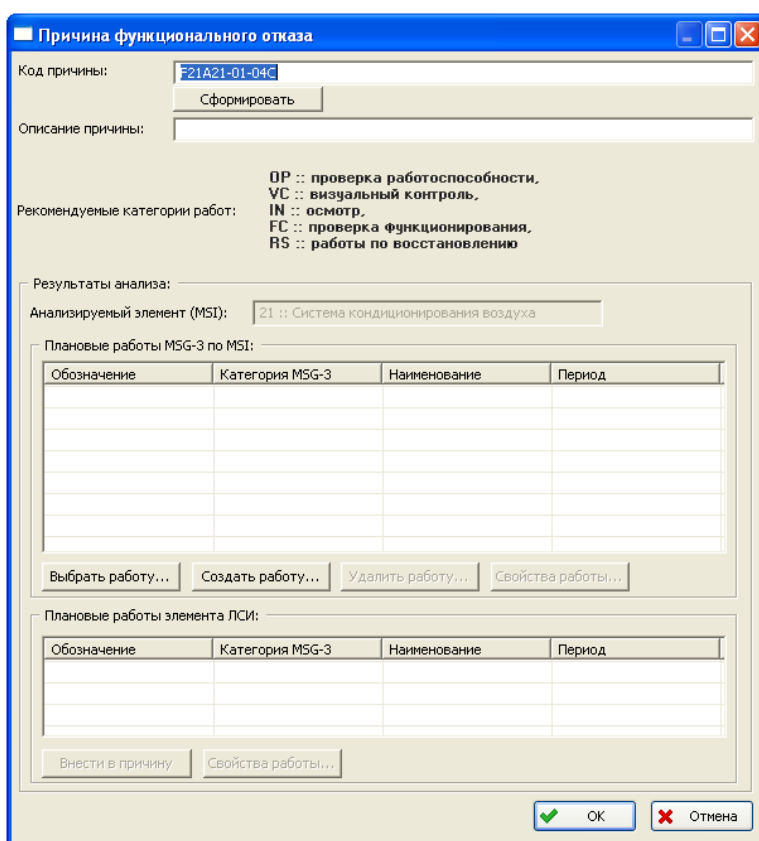 Причина функционального отказа
Код причины: F21A21-01-04C
Сформировать
Описание причины:
Рекомендуемые категории работ:
OP :: проверка работоспособности,
VC :: визуальный контроль,
IN :: осмотр,
FC :: проверка функционирования,
RS :: работы по восстановлению
Результаты анализа:
Анализируемый элемент (MSI): 21 :: Система кондиционирования воздуха
Плановые работы MSG-3 по MSI:
Обозначение Категория MSG-3 Наименование Период
Выбрать работу... Создать работу... Удалить работу... Свойства работы...
Плановые работы элемента ЛСИ:
Обозначение Категория MSG-3 Наименование Период
Внести в причину Свойства работы...
OK Отмена